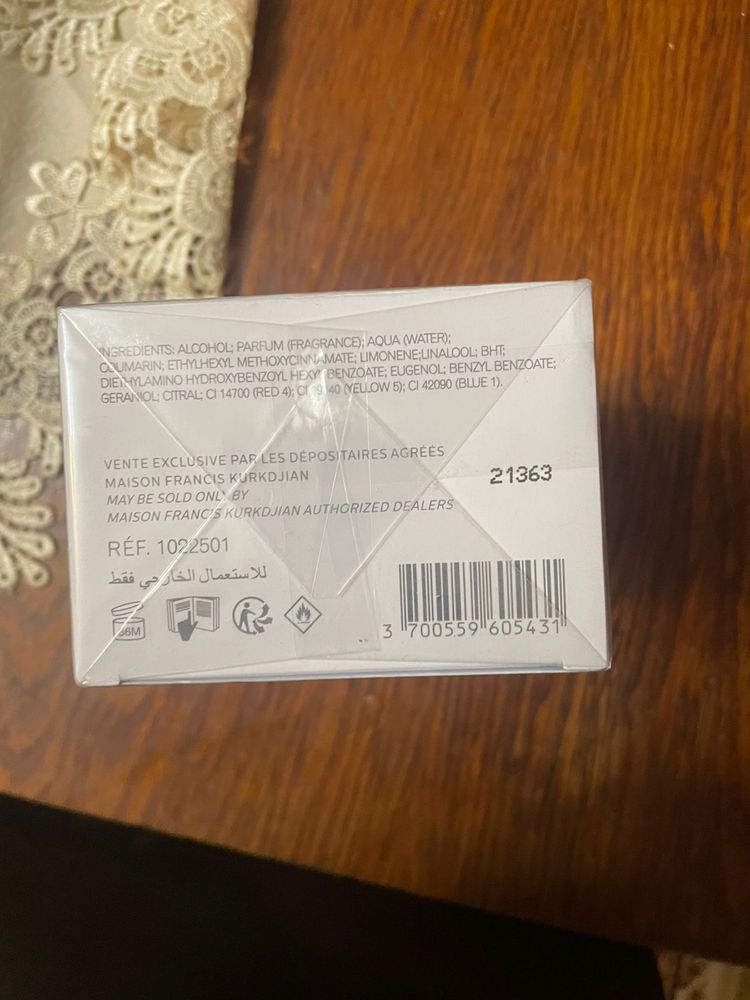 INGREDIENTS: ALCOHOL; PARFUM (FRAGRANCE); AQUA (WATER);
COUMARIN; ETHYLHEXYL METHOXYCINNAMATE; LIMONENE;LINALOOL; BHT;
DIETHYLAMINO HYDROXYBENZOYL HEXYL BENZOATE; EUGENOL; BENZYL BENZOATE;
GERANIOL; CITRAL; CI 14700 (RED 4); CI 19140 (YELLOW 5); CI 42090 (BLUE 1).
VENTE EXCLUSIVE PAR LES DÉPOSITAIRES AGRÉÉS
MAISON FRANCIS KURKDJIAN
MAY BE SOLD ONLY BY
MAISON FRANCIS KURKDJIAN AUTHORIZED DEALERS
21363
RÉF. 1022501
للاستعمال الخارجي فقط
36M
3 700559 605431